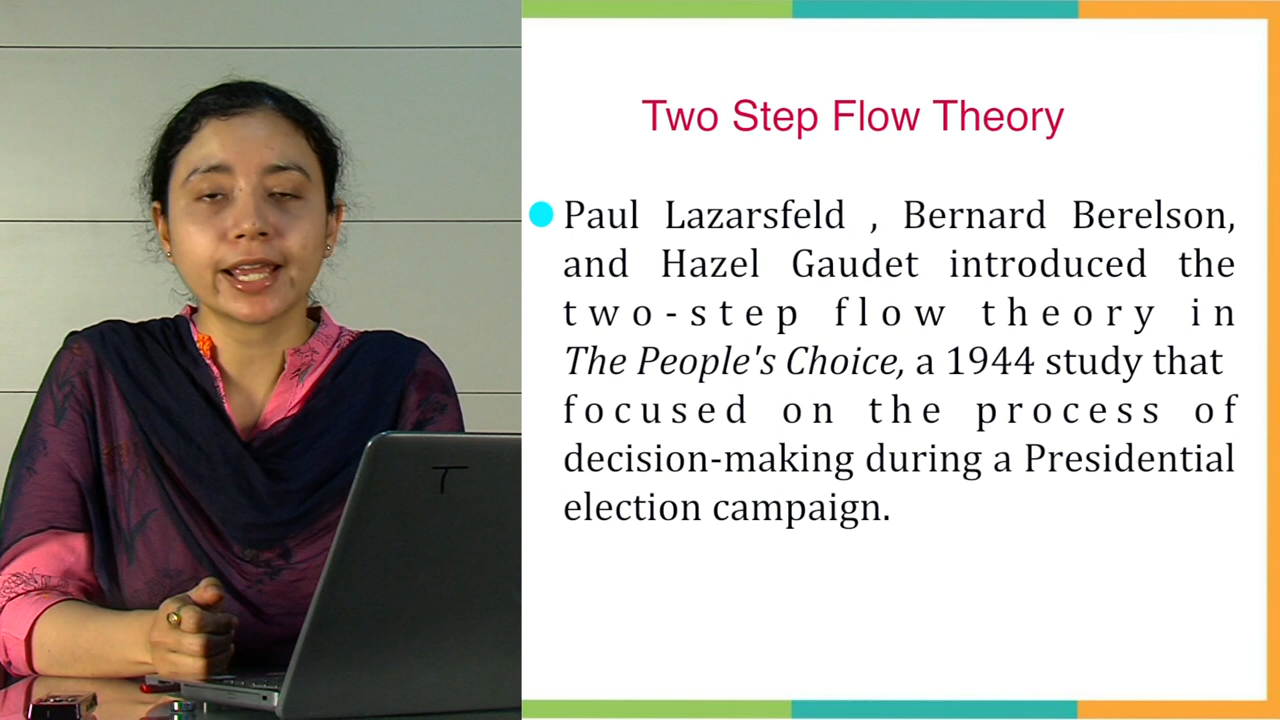 Two Step Flow Theory
Paul Lazarsfeld , Bernard Berelson,
and Hazel Gaudet introduced the
two-step flow theory in
The People's Choice, a 1944 study that
focused on the process of
decision-making during a Presidential
election campaign.
T